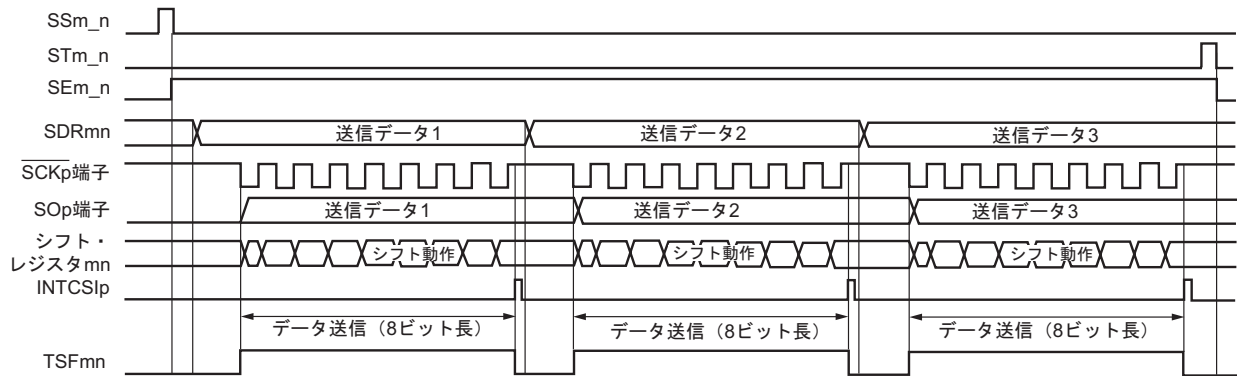 SSm_n
STm_n
SEm_n
SDRmn 送信データ1 送信データ2 送信データ3
SCKp端子
SOp端子 送信データ1 送信データ2 送信データ3
シフト・
レジスタmn シフト動作 シフト動作 シフト動作
INTCSIp
データ送信（8ビット長） データ送信（8ビット長） データ送信（8ビット長）
TSFmn